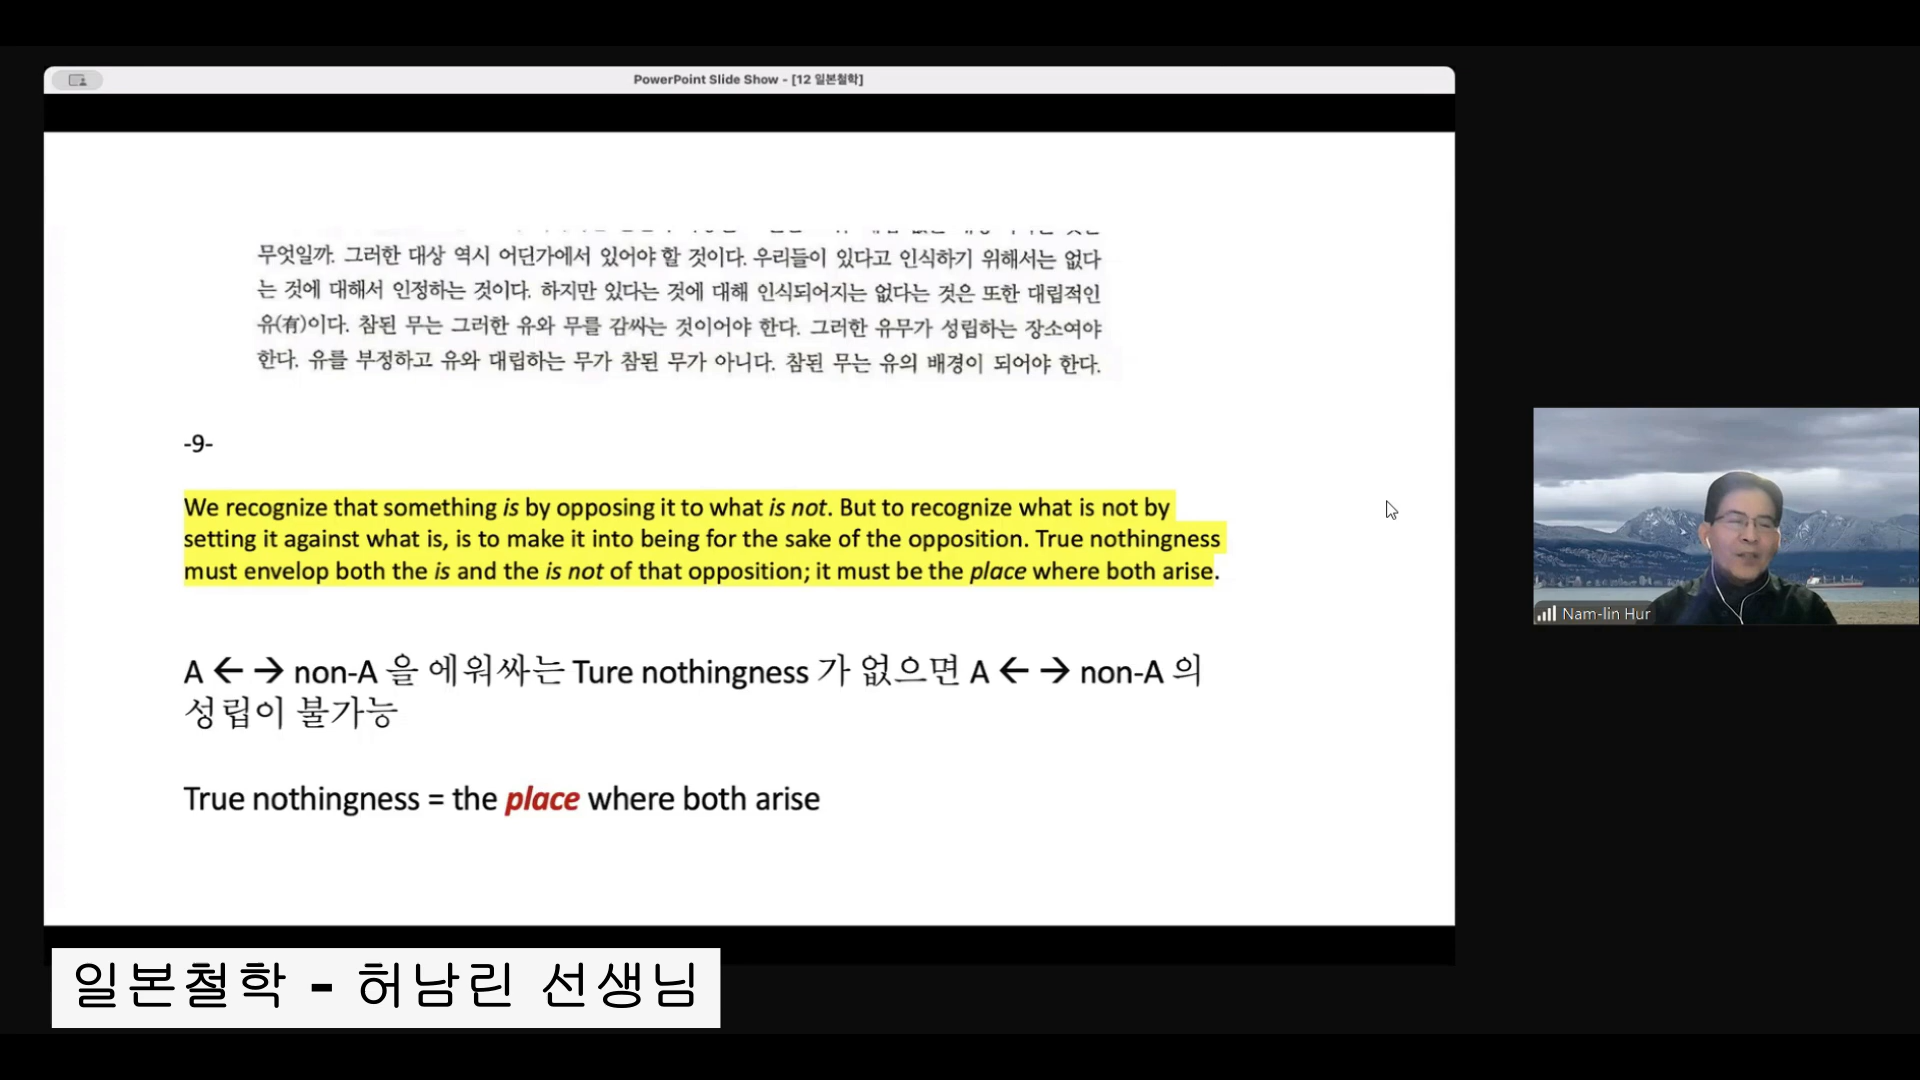 PowerPoint Slide Show - [12 일본철학]
무엇일까. 그러한 대상 역시 어딘가에서 있어야 할 것이다. 우리들이 있다고 인식하기 위해서는 없다
는 것에 대해서 인정하는 것이다. 하지만 있다는 것에 대해 인식되어지는 없다는 것은 또한 대립적인
유(有)이다. 참된 무는 그러한 유와 무를 감싸는 것이어야 한다. 그러한 유무가 성립하는 장소여야
한다. 유를 부정하고 유와 대립하는 무가 참된 무가 아니다. 참된 무는 유의 배경이 되어야 한다.
-9-
We recognize that something is by opposing it to what is not. But to recognize what is not by
setting it against what is, is to make it into being for the sake of the opposition. True nothingness
must envelop both the is and the is not of that opposition; it must be the place where both arise.
A ← → non-A 을 에워싸는 Ture nothingness 가 없으면 A ← → non-A 의
성립이 불가능
True nothingness = the place where both arise
Nam-lin Hur
일본철학 - 허남린 선생님